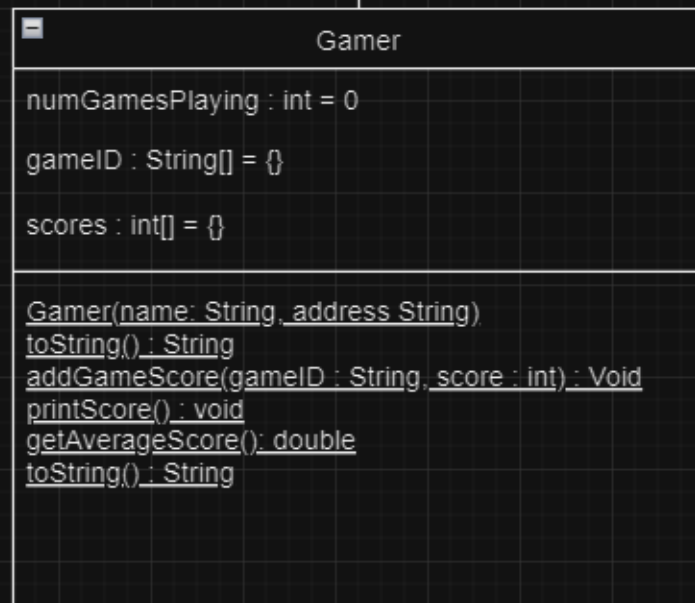 Gamer
numGamesPlaying : int = 0
gameID : String[] = {}
scores : int[] = {}
Gamer(name: String, address String)
toString() : String
addGameScore(gameID : String, score : int) : Void
printScore() : void
getAverageScore(): double
toString() : String